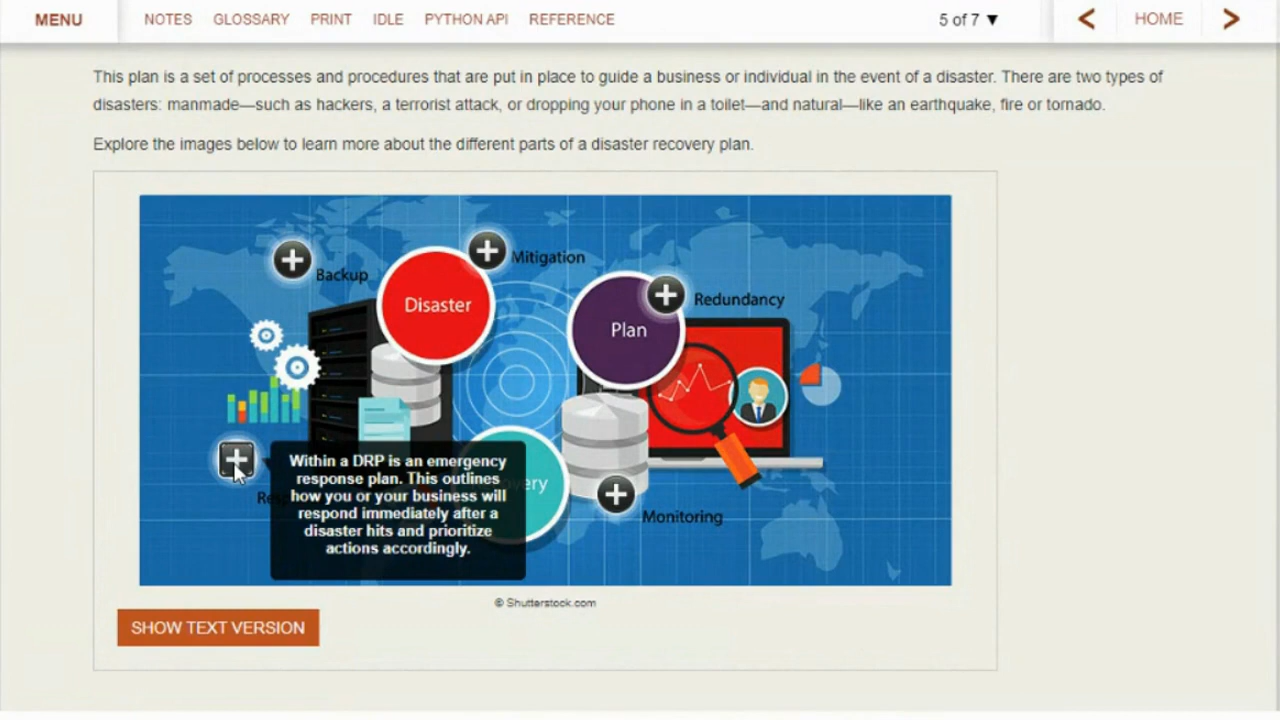 MENU
NOTES GLOSSARY PRINT IDLE PYTHON API REFERENCE
5 of 7 ▼
HOME
This plan is a set of processes and procedures that are put in place to guide a business or individual in the event of a disaster. There are two types of
disasters: manmade—such as hackers, a terrorist attack, or dropping your phone in a toilet—and natural—like an earthquake, fire or tornado.
Explore the images below to learn more about the different parts of a disaster recovery plan.
Backup
Mitigation
Disaster
Redundancy
Plan
Within a DRP is an emergency
response plan. This outlines
how you or your business will
respond immediately after a
disaster hits and prioritize
actions accordingly.
Monitoring
© Shutterstock.com
SHOW TEXT VERSION